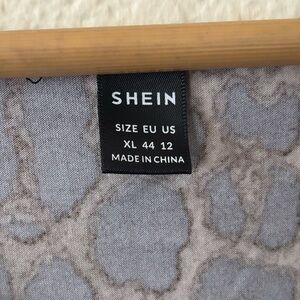 SHEIN
SIZE EU US
XL 44 12
MADE IN CHINA